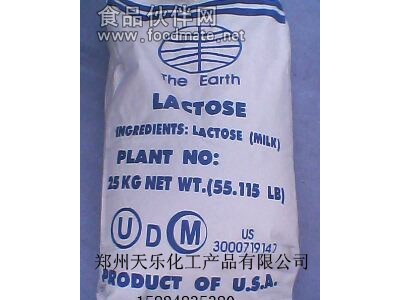 食品伙伴网
www.foodmate.net
The Earth
LACTOSE
INGREDIENTS: LACTOSE (MILK)
PLANT NO:
25 KG NET WT.(55.115 LB)
U D M
US
3000719147
郑州天乐化工产品有限公司
PRODUCT OF U.S.A.